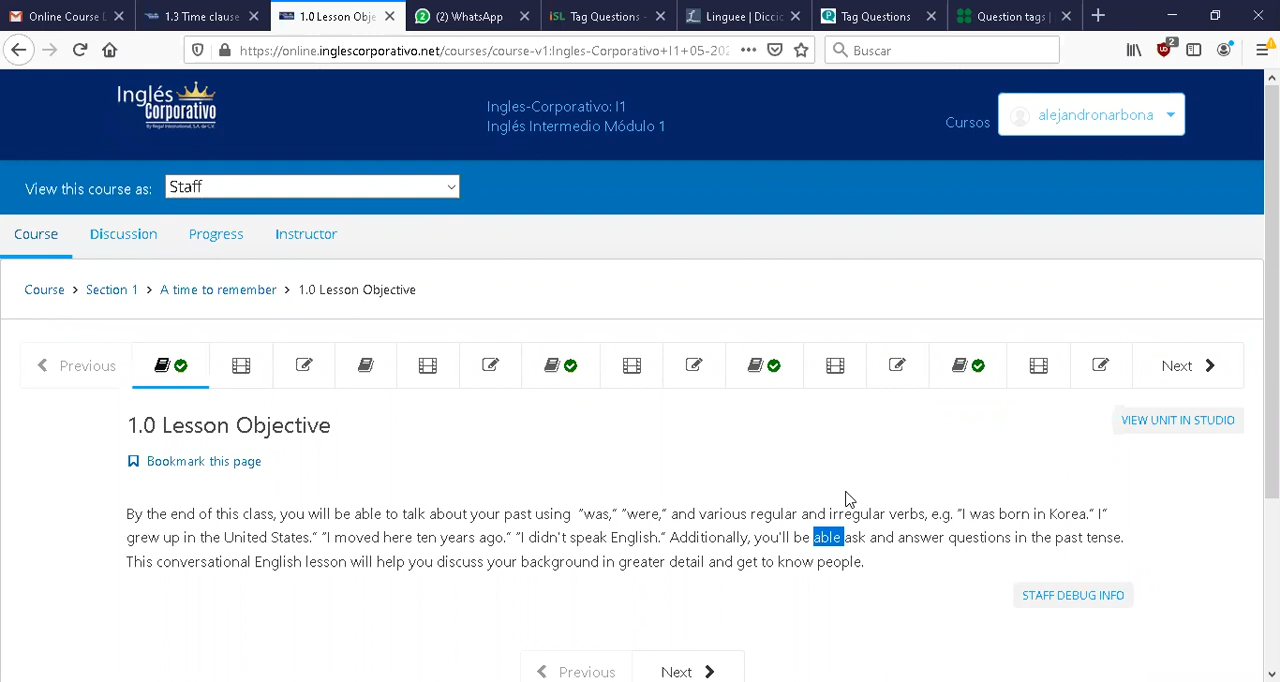 Online Course D
1.3 Time clause
1.0 Lesson Obje
(2) WhatsApp
Tag Questions -
Linguee | Dicci
Tag Questions
Question tags |
https://online.inglescorporativo.net/courses/course-v1:Ingles-Corporativo+I1+05-202
Buscar
2
Inglés
Corporativo
By Regal International, S.A. de C.V.
Ingles-Corporativo: I1
Inglés Intermedio Módulo 1
Cursos
alejandronarbona
View this course as:
Staff
Course
Discussion
Progress
Instructor
Course > Section 1 > A time to remember > 1.0 Lesson Objective
Previous
Next
1.0 Lesson Objective
VIEW UNIT IN STUDIO
Bookmark this page
By the end of this class, you will be able to talk about your past using "was," "were," and various regular and irregular verbs, e.g. "I was born in Korea." I"
grew up in the United States." "I moved here ten years ago." "I didn't speak English." Additionally, you'll be able ask and answer questions in the past tense.
This conversational English lesson will help you discuss your background in greater detail and get to know people.
STAFF DEBUG INFO
Previous
Next